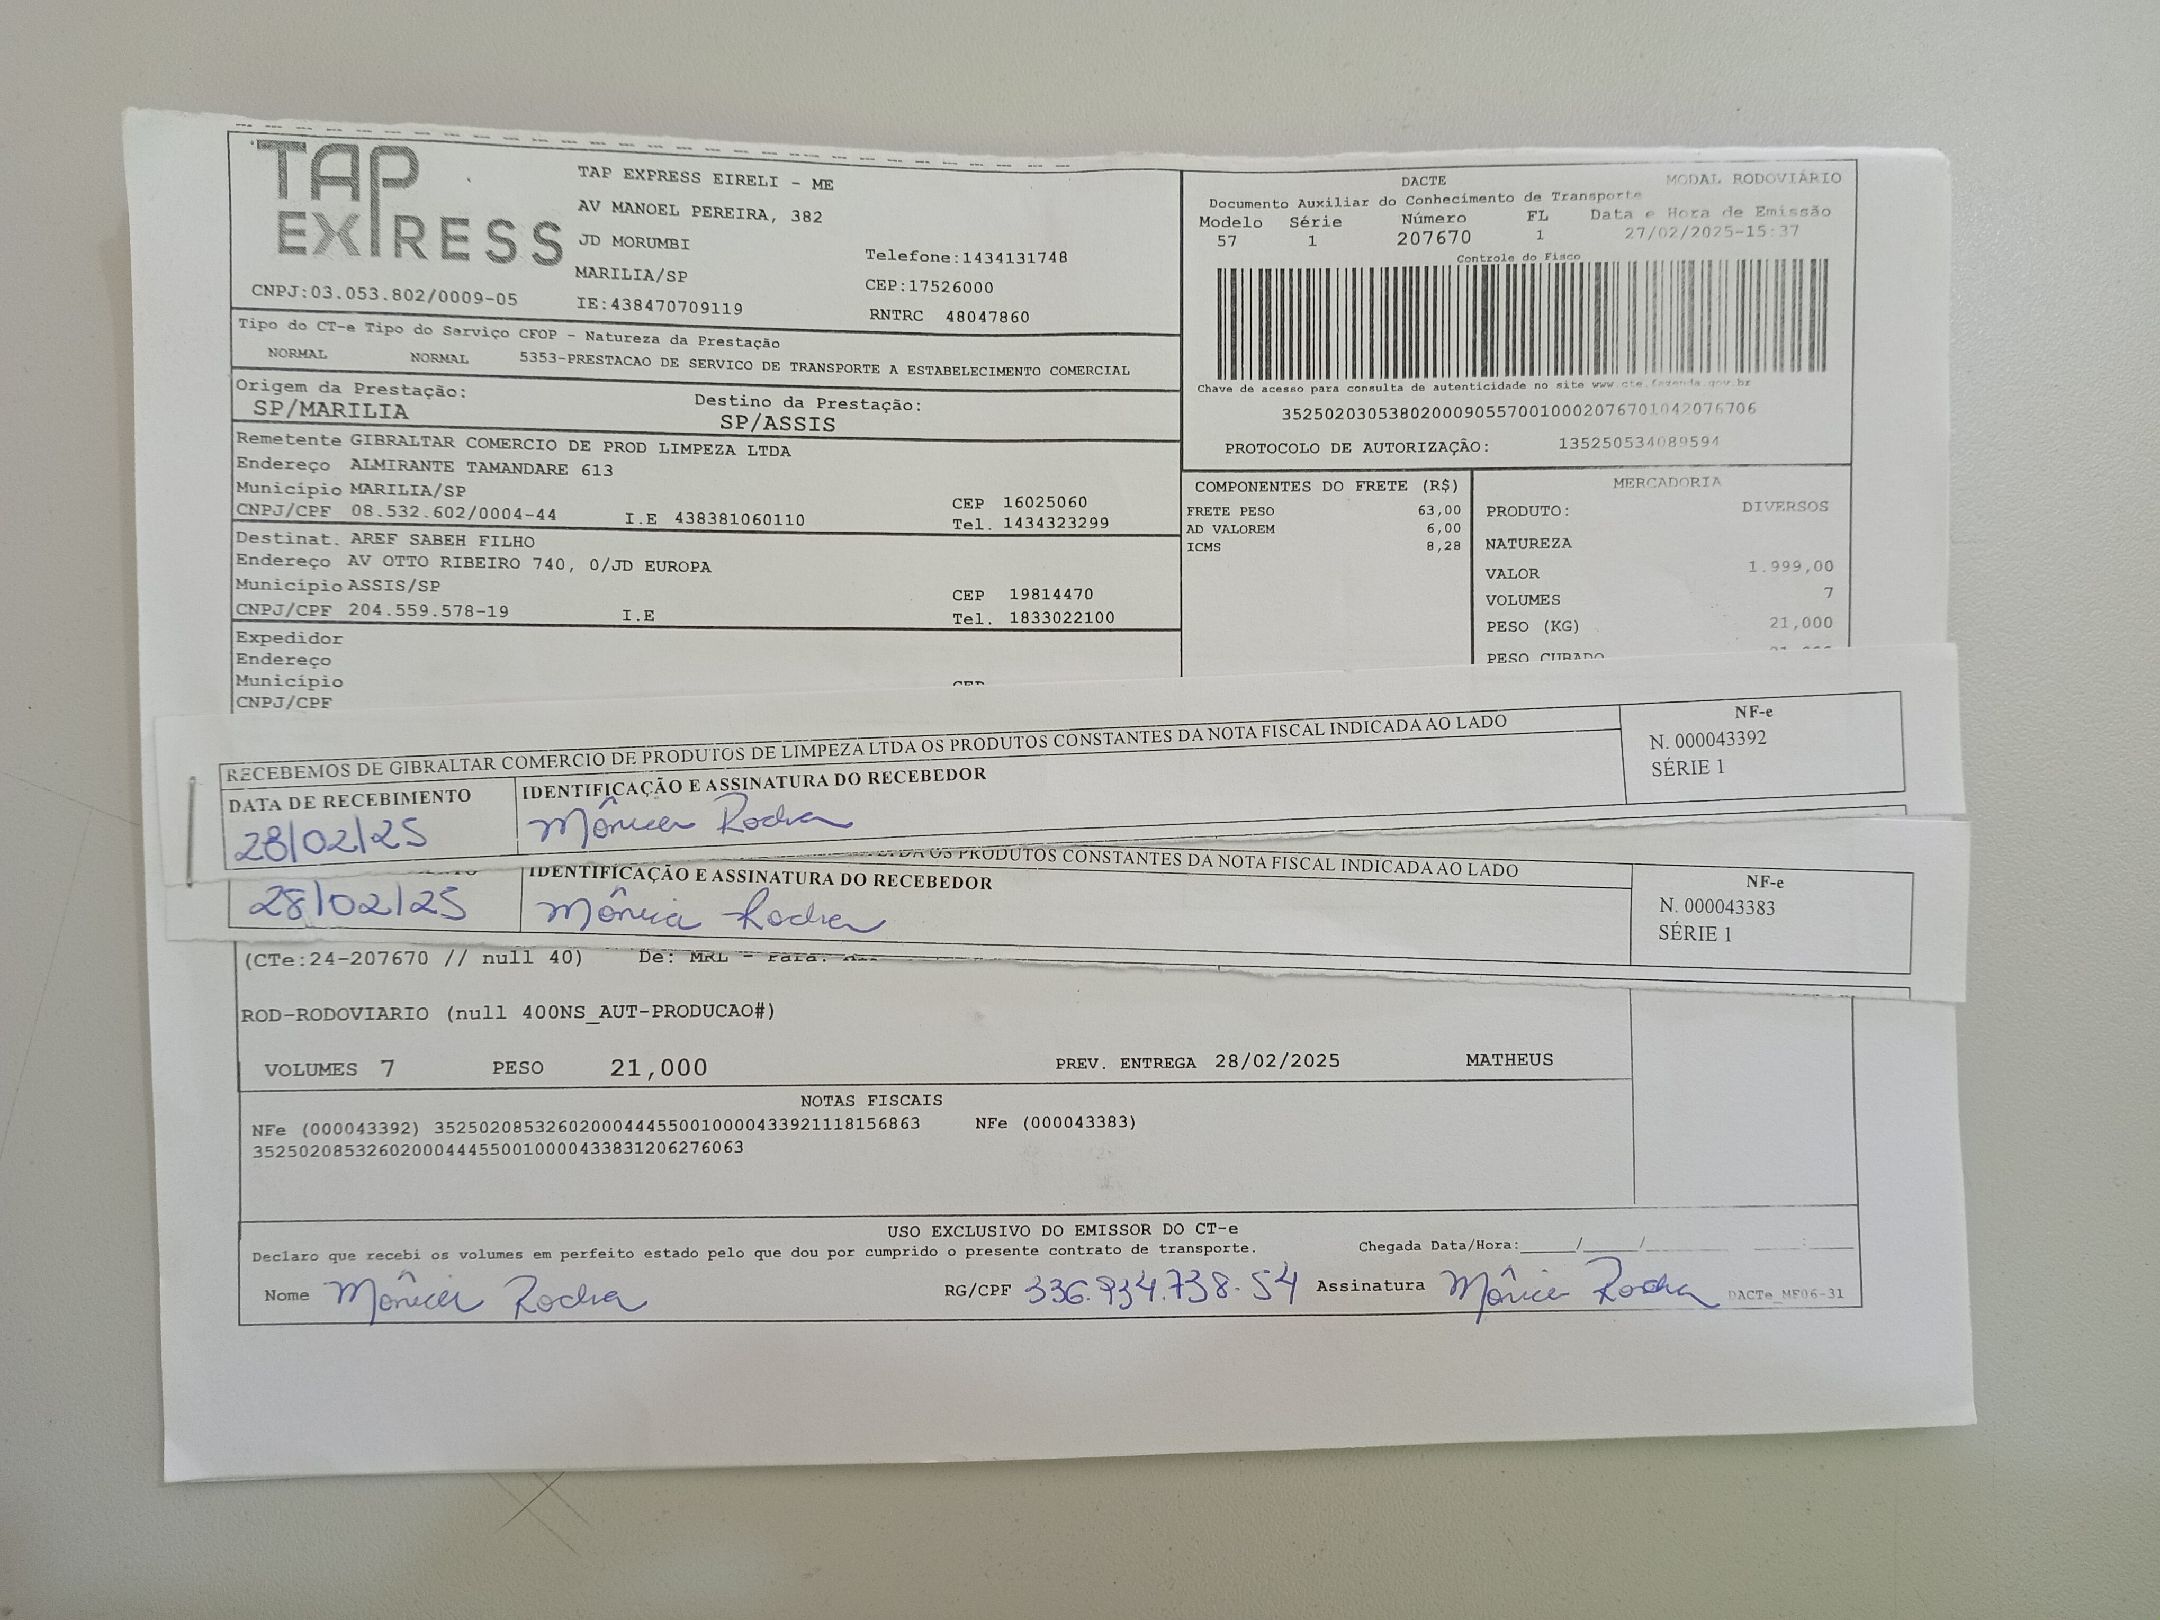 TAP
EXPRESS
TAP EXPRESS EIRELI - ME
AV MANOEL PEREIRA, 382
JD MORUMBI
MARILIA/SP
Telefone:1434131748
CEP:17526000
CNPJ:03.053.802/0009-05
IE:438470709119
RNTRC 48047860
DACTE
MODAL RODOVIÁRIO
Documento Auxiliar do Conhecimento de Transporte
Modelo Série Número FL Data e Hora de Emissão
57 1 207670 1 27/02/2025-15:37
Controle do Fisco
Chave de acesso para consulta de autenticidade no site www.cte.fazenda.gov.br
35250203053802000905570010002076701042076706
PROTOCOLO DE AUTORIZAÇÃO: 135250534089594
Tipo do CT-e Tipo do Serviço CFOP - Natureza da Prestação
NORMAL NORMAL 5353-PRESTACAO DE SERVICO DE TRANSPORTE A ESTABELECIMENTO COMERCIAL
Origem da Prestação: Destino da Prestação:
SP/MARILIA SP/ASSIS
Remetente GIBRALTAR COMERCIO DE PROD LIMPEZA LTDA
Endereço ALMIRANTE TAMANDARE 613
Município MARILIA/SP CEP 16025060
CNPJ/CPF 08.532.602/0004-44 I.E 438381060110 Tel. 1434323299
Destinat. AREF SABEH FILHO
Endereço AV OTTO RIBEIRO 740, 0/JD EUROPA
Município ASSIS/SP CEP 19814470
CNPJ/CPF 204.559.578-19 I.E Tel. 1833022100
Expedidor
Endereço
Município
CNPJ/CPF
COMPONENTES DO FRETE (R$)
FRETE PESO 63,00
AD VALOREM 6,00
ICMS 8,28
MERCADORIA
PRODUTO: DIVERSOS
NATUREZA
VALOR 1.999,00
VOLUMES 7
PESO (KG) 21,000
PESO CUBADO
RECEBEMOS DE GIBRALTAR COMERCIO DE PRODUTOS DE LIMPEZA LTDA OS PRODUTOS CONSTANTES DA NOTA FISCAL INDICADA AO LADO
NF-e
N. 000043392
SÉRIE 1
DATA DE RECEBIMENTO IDENTIFICAÇÃO E ASSINATURA DO RECEBEDOR
28/02/25 Mônica Rocha
LTDA OS PRODUTOS CONSTANTES DA NOTA FISCAL INDICADA AO LADO
NF-e
N. 000043383
SÉRIE 1
IDENTIFICAÇÃO E ASSINATURA DO RECEBEDOR
28/02/25 Mônica Rocha
(CTe:24-207670 // null 40) De: MRL - Para:
ROD-RODOVIARIO (null 400NS_AUT-PRODUCAO#)
VOLUMES 7 PESO 21,000 PREV. ENTREGA 28/02/2025 MATHEUS
NOTAS FISCAIS
NFe (000043392) 35250208532602000444550010000433921118156863 NFe (000043383)
35250208532602000444550010000433831206276063
USO EXCLUSIVO DO EMISSOR DO CT-e
Declaro que recebi os volumes em perfeito estado pelo que dou por cumprido o presente contrato de transporte. Chegada Data/Hora:____/____/____ ____:____
Nome Mônica Rocha RG/CPF 336.934.738-54 Assinatura Mônica Rocha DACTe_MF06-31